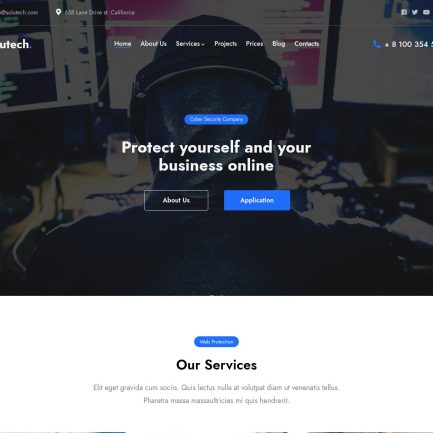 o@solutech.com 658 Lane Drive st. California
utech.
Home About Us Services Projects Prices Blog Contacts
+ 8 100 354 5
Cyber Security Company
Protect yourself and your
business online
About Us Application
Web Protection
Our Services
Elit eget gravida cum sociis. Quis lectus nulla at volutpat diam ut venenatis tellus.
Pharetra massa massaultricies mi quis hendrerit.